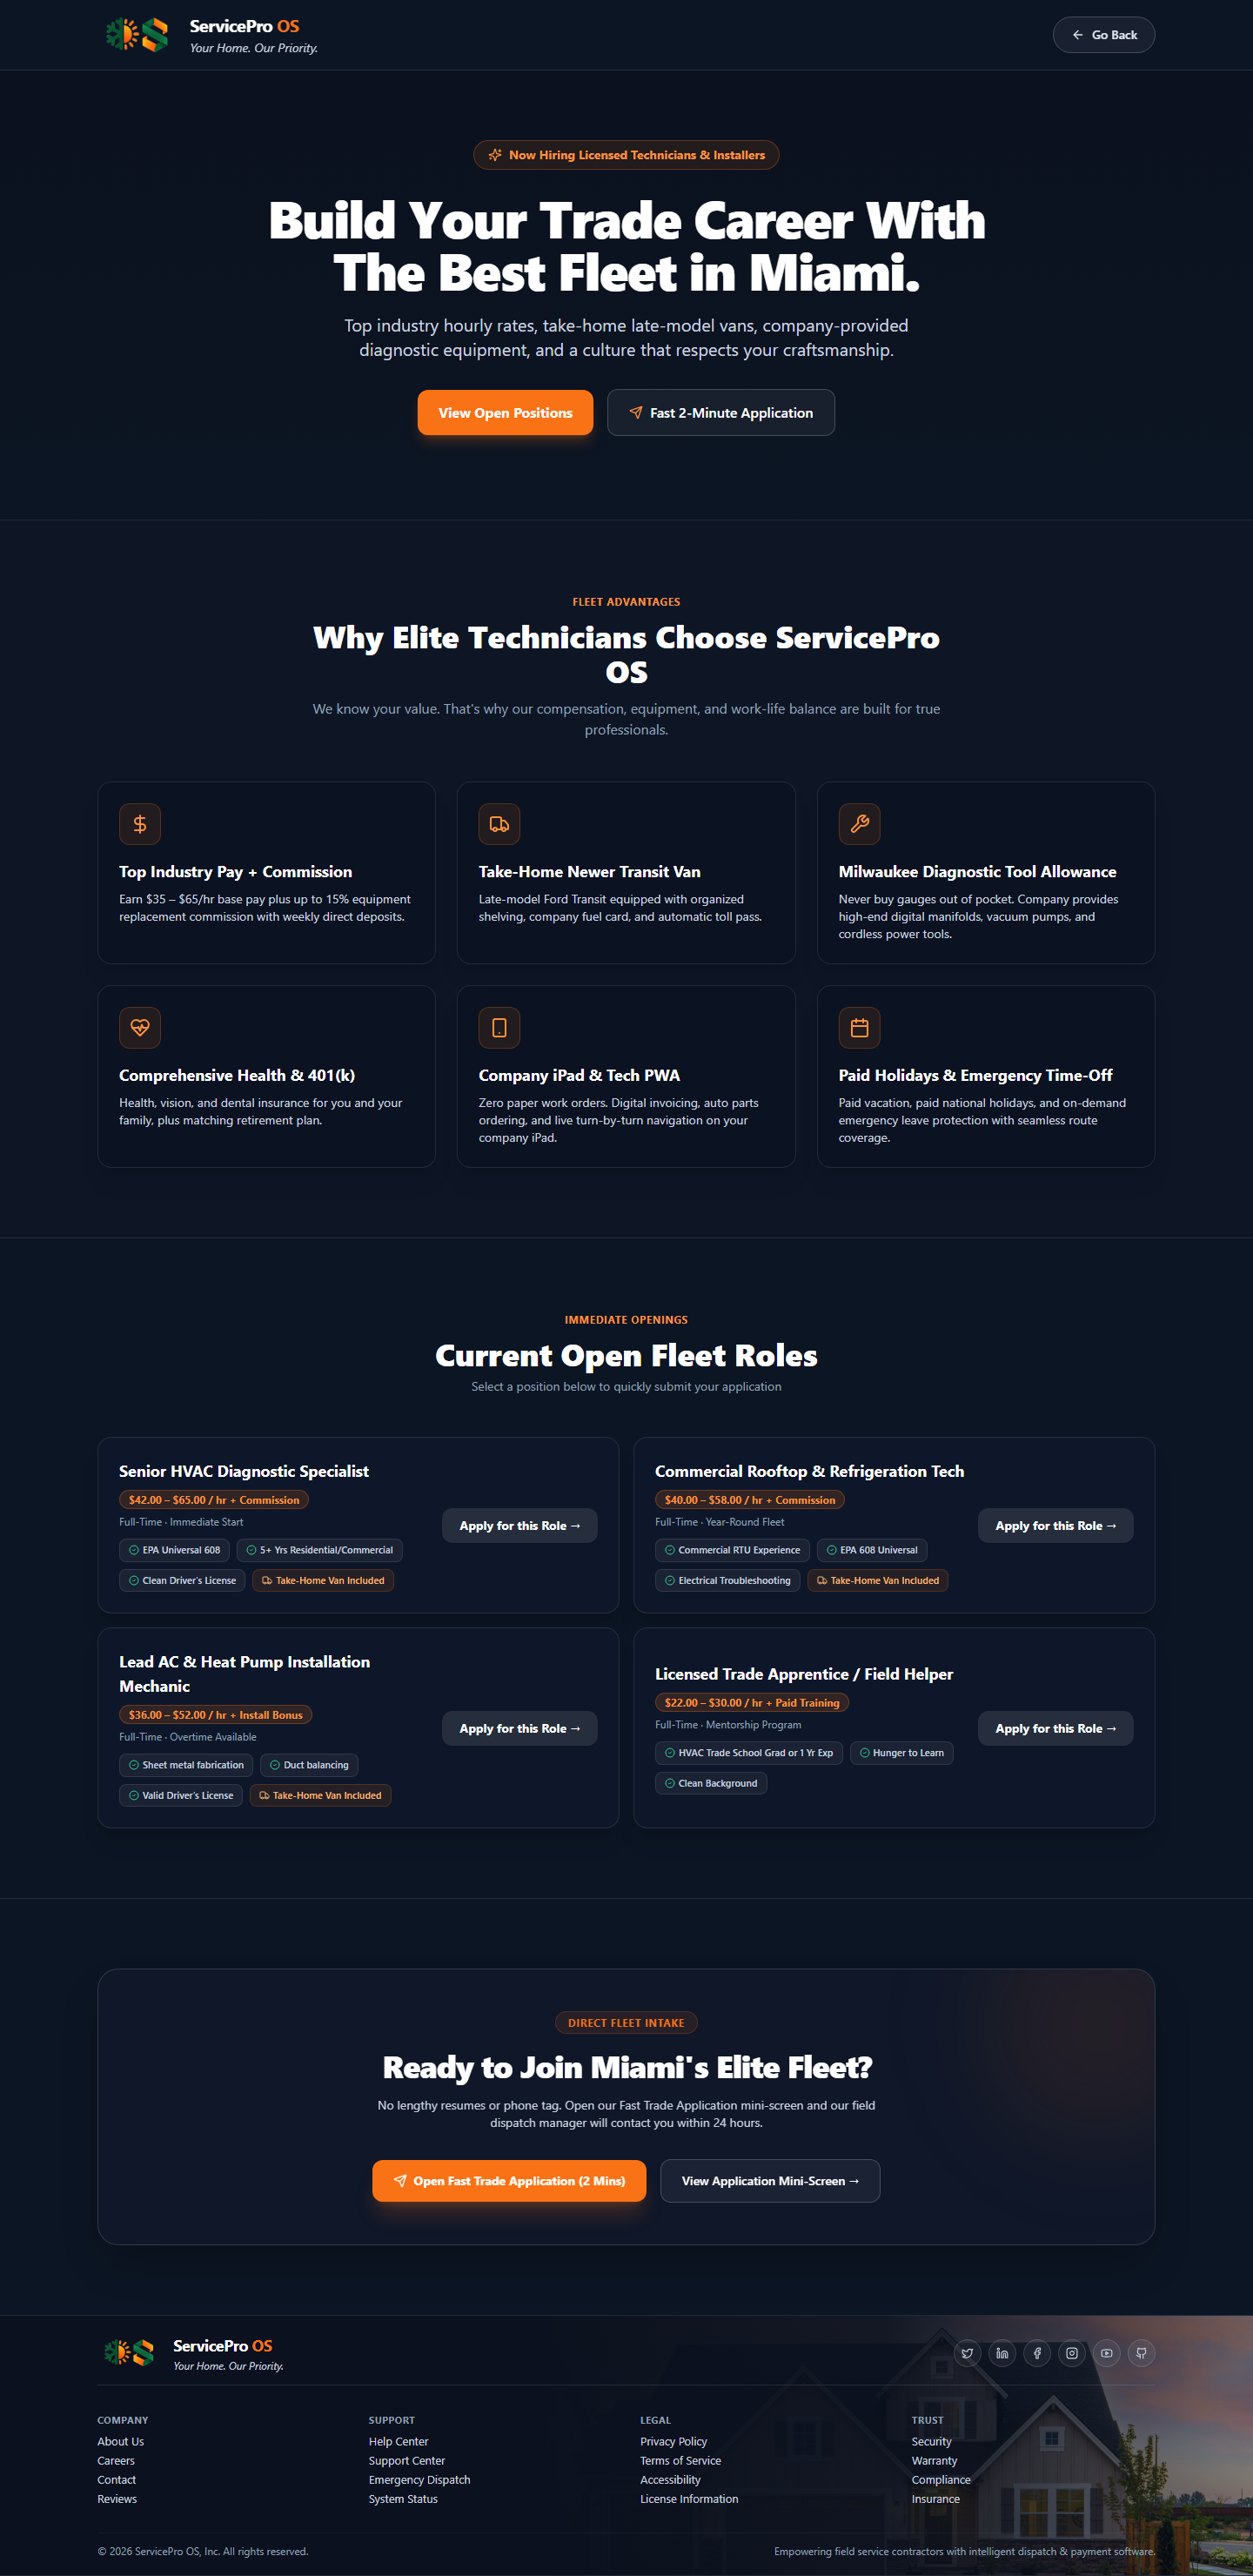 ServicePro OS
Your Home. Our Priority.
Go Back
Now Hiring Licensed Technicians & Installers
Build Your Trade Career With
The Best Fleet in Miami.
Top industry hourly rates, take-home late-model vans, company-provided
diagnostic equipment, and a culture that respects your craftsmanship.
View Open Positions
Fast 2-Minute Application
FLEET ADVANTAGES
Why Elite Technicians Choose ServicePro
OS
We know your value. That's why our compensation, equipment, and work-life balance are built for true
professionals.
Top Industry Pay + Commission
Earn $35 – $65/hr base pay plus up to 15% equipment
replacement commission with weekly direct deposits.
Take-Home Newer Transit Van
Late-model Ford Transit equipped with organized
shelving, company fuel card, and automatic toll pass.
Milwaukee Diagnostic Tool Allowance
Never buy gauges out of pocket. Company provides
high-end digital manifolds, vacuum pumps, and
cordless power tools.
Comprehensive Health & 401(k)
Health, vision, and dental insurance for you and your
family, plus matching retirement plan.
Company iPad & Tech PWA
Zero paper work orders. Digital invoicing, auto parts
ordering, and live turn-by-turn navigation on your
company iPad.
Paid Holidays & Emergency Time-Off
Paid vacation, paid national holidays, and on-demand
emergency leave protection with seamless route
coverage.
IMMEDIATE OPENINGS
Current Open Fleet Roles
Select a position below to quickly submit your application
Senior HVAC Diagnostic Specialist
$42.00 – $65.00 / hr + Commission
Full-Time · Immediate Start
EPA Universal 608
5+ Yrs Residential/Commercial
Clean Driver's License
Take-Home Van Included
Apply for this Role →
Commercial Rooftop & Refrigeration Tech
$40.00 – $58.00 / hr + Commission
Full-Time · Year-Round Fleet
Commercial RTU Experience
EPA 608 Universal
Electrical Troubleshooting
Take-Home Van Included
Apply for this Role →
Lead AC & Heat Pump Installation
Mechanic
$36.00 – $52.00 / hr + Install Bonus
Full-Time · Overtime Available
Sheet metal fabrication
Duct balancing
Valid Driver's License
Take-Home Van Included
Apply for this Role →
Licensed Trade Apprentice / Field Helper
$22.00 – $30.00 / hr + Paid Training
Full-Time · Mentorship Program
HVAC Trade School Grad or 1 Yr Exp
Hunger to Learn
Clean Background
Apply for this Role →
DIRECT FLEET INTAKE
Ready to Join Miami's Elite Fleet?
No lengthy resumes or phone tag. Open our Fast Trade Application mini-screen and our field
dispatch manager will contact you within 24 hours.
Open Fast Trade Application (2 Mins)
View Application Mini-Screen →
ServicePro OS
Your Home. Our Priority.
COMPANY
About Us
Careers
Contact
Reviews
SUPPORT
Help Center
Support Center
Emergency Dispatch
System Status
LEGAL
Privacy Policy
Terms of Service
Accessibility
License Information
TRUST
Security
Warranty
Compliance
Insurance
© 2026 ServicePro OS, Inc. All rights reserved.
Empowering field service contractors with intelligent dispatch & payment software.